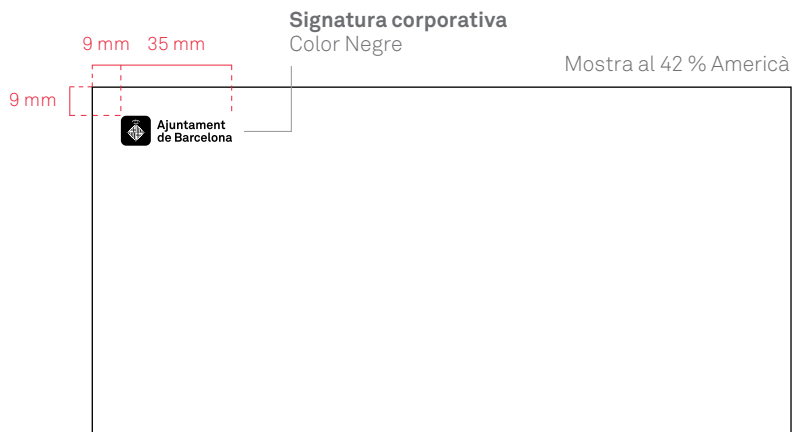 Signatura corporativa
Color Negre
9 mm 35 mm
Mostra al 42 % Americà
9 mm
Ajuntament
de Barcelona